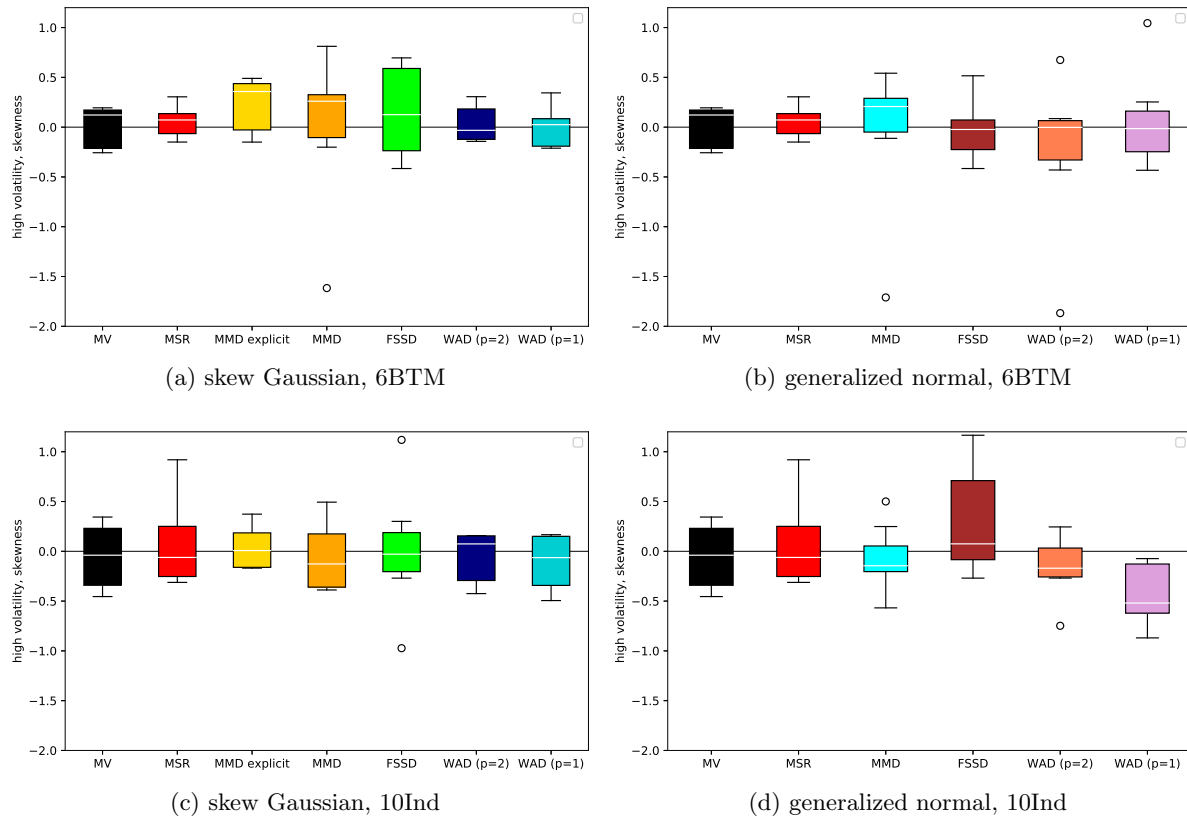 1.0
0.5
0.0
−0.5
−1.0
−1.5
−2.0
high volatility, skewness
MV MSR MMD explicit MMD FSSD WAD (p=2) WAD (p=1)
(a) skew Gaussian, 6BTM
1.0
0.5
0.0
−0.5
−1.0
−1.5
−2.0
high volatility, skewness
MV MSR MMD FSSD WAD (p=2) WAD (p=1)
(b) generalized normal, 6BTM
1.0
0.5
0.0
−0.5
−1.0
−1.5
−2.0
high volatility, skewness
MV MSR MMD explicit MMD FSSD WAD (p=2) WAD (p=1)
(c) skew Gaussian, 10Ind
1.0
0.5
0.0
−0.5
−1.0
−1.5
−2.0
high volatility, skewness
MV MSR MMD FSSD WAD (p=2) WAD (p=1)
(d) generalized normal, 10Ind